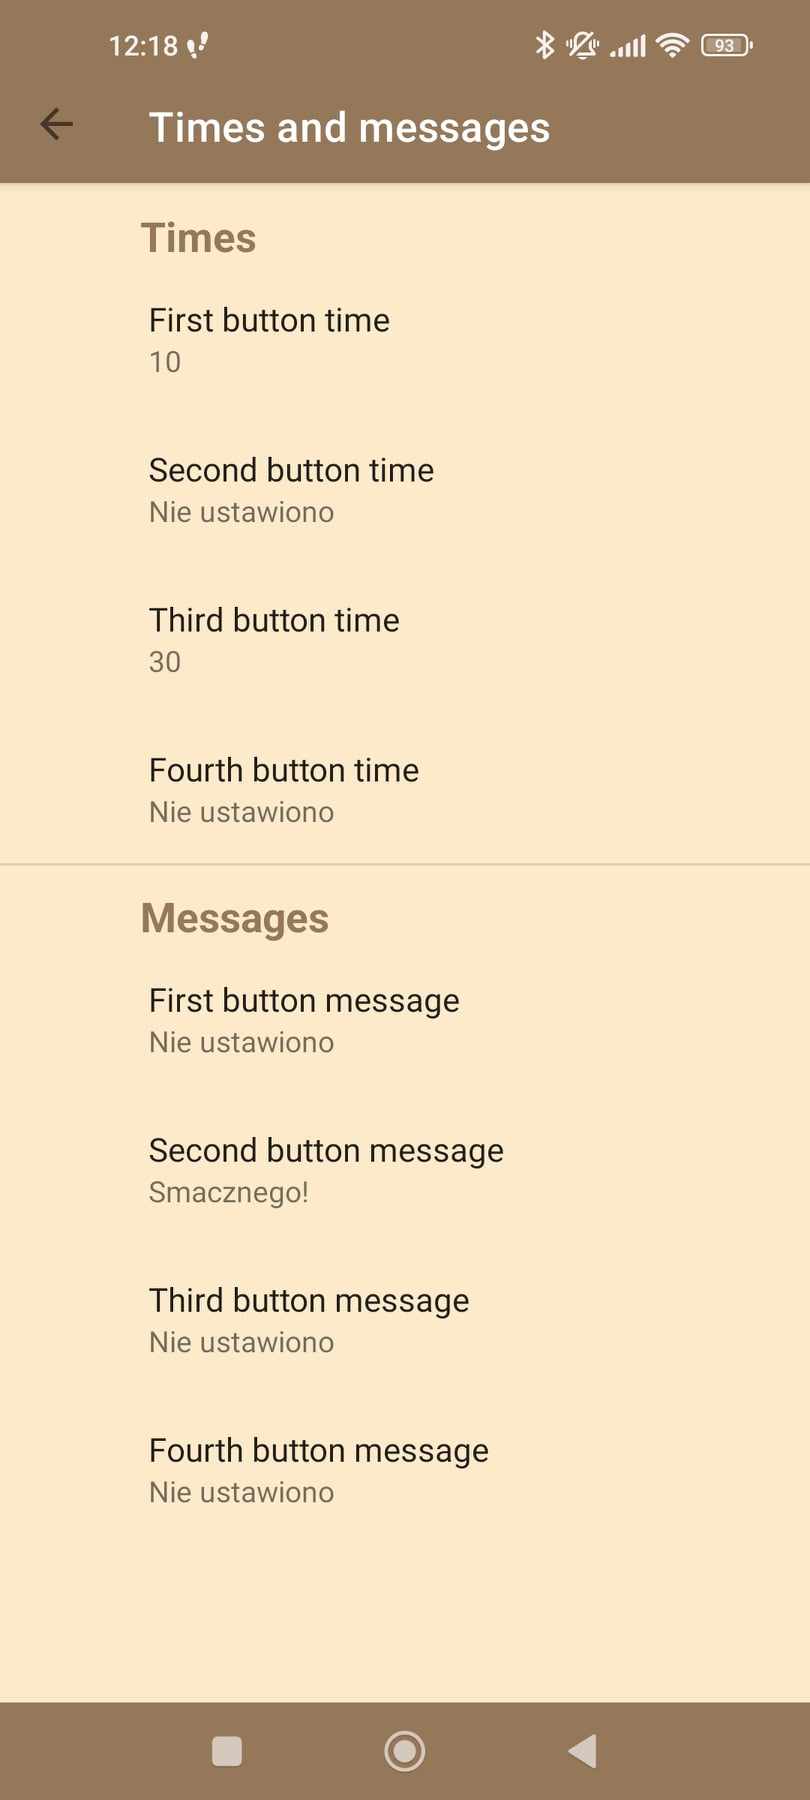 12:18
93
Times and messages
Times
First button time
10
Second button time
Nie ustawiono
Third button time
30
Fourth button time
Nie ustawiono
Messages
First button message
Nie ustawiono
Second button message
Smacznego!
Third button message
Nie ustawiono
Fourth button message
Nie ustawiono